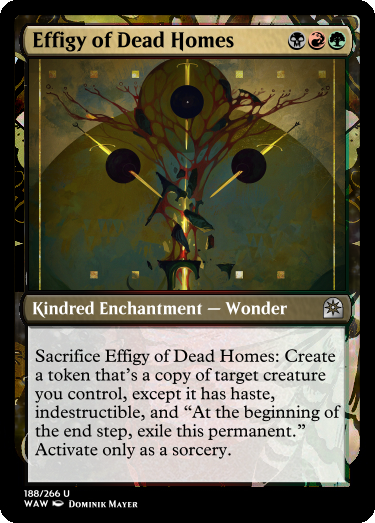 Effigy of Dead Homes
Kindred Enchantment — Wonder
Sacrifice Effigy of Dead Homes: Create
a token that's a copy of target creature
you control, except it has haste,
indestructible, and “At the beginning of
the end step, exile this permanent.”
Activate only as a sorcery.
188/266 U
WAW Dominik Mayer